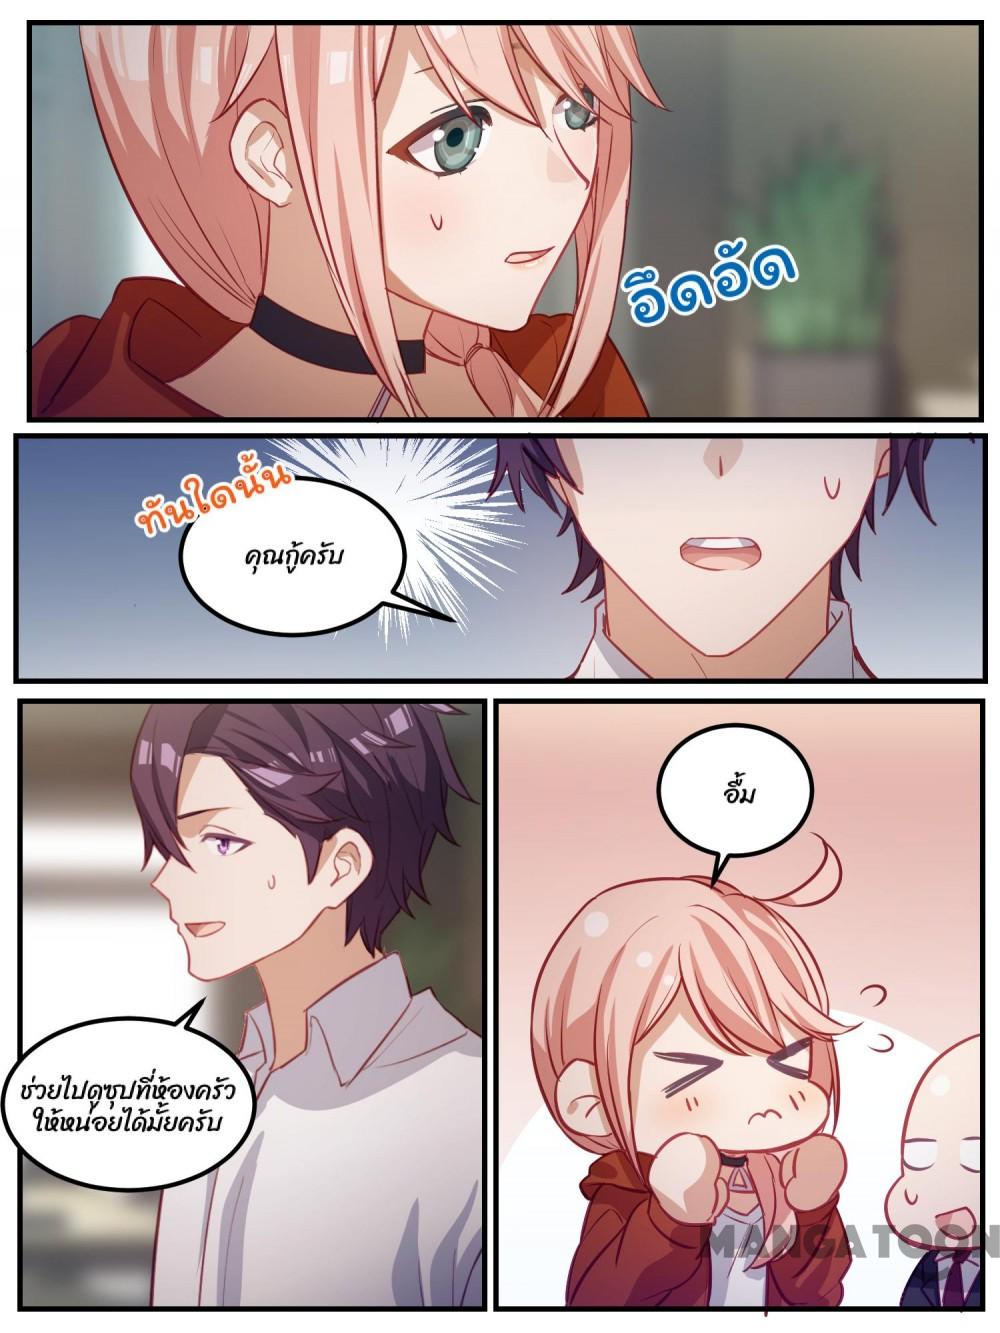 อึดอัด
ทันใดนั้น
คุณกู้ครับ
อื้ม
ช่วยไปดูซุปที่ห้องครัว
ให้หน่อยได้มั้ยครับ
MANGATOON